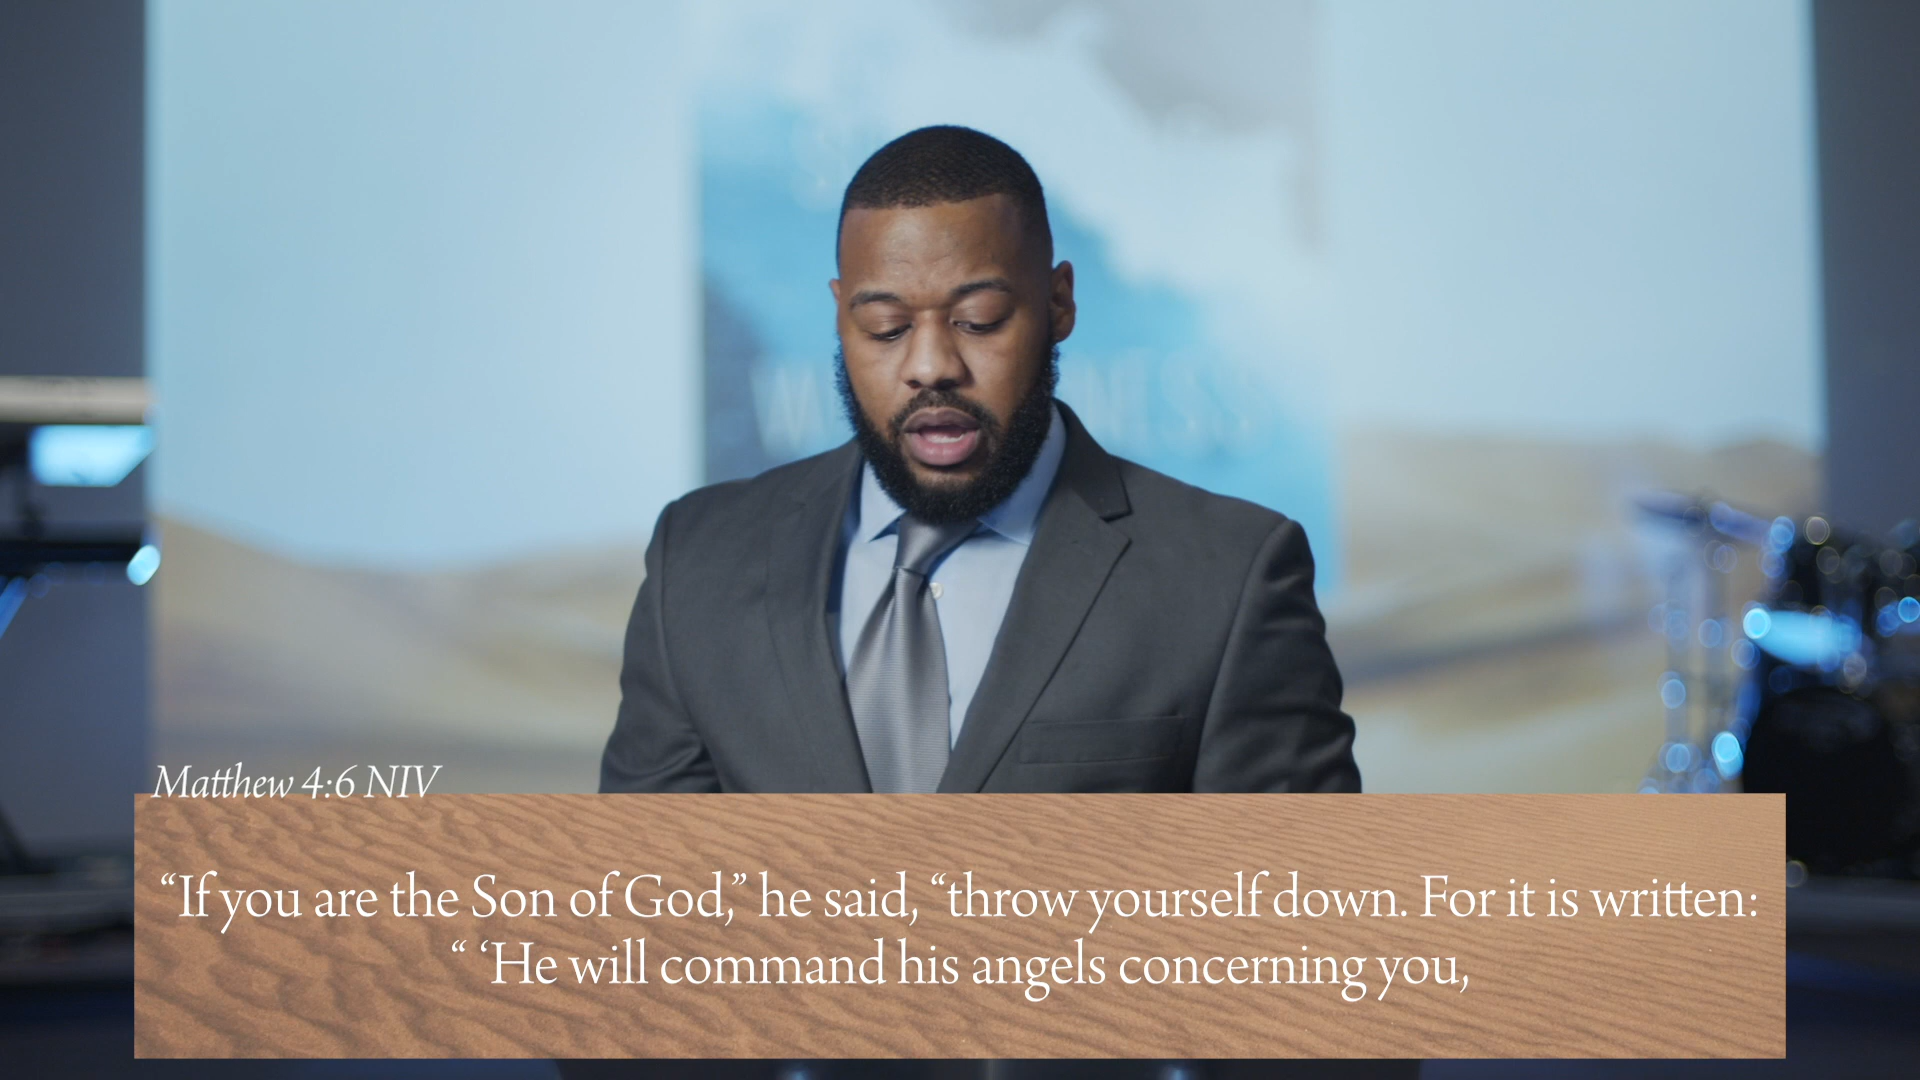 Matthew 4:6 NIV
“If you are the Son of God,” he said, “throw yourself down. For it is written:
“ ‘He will command his angels concerning you,